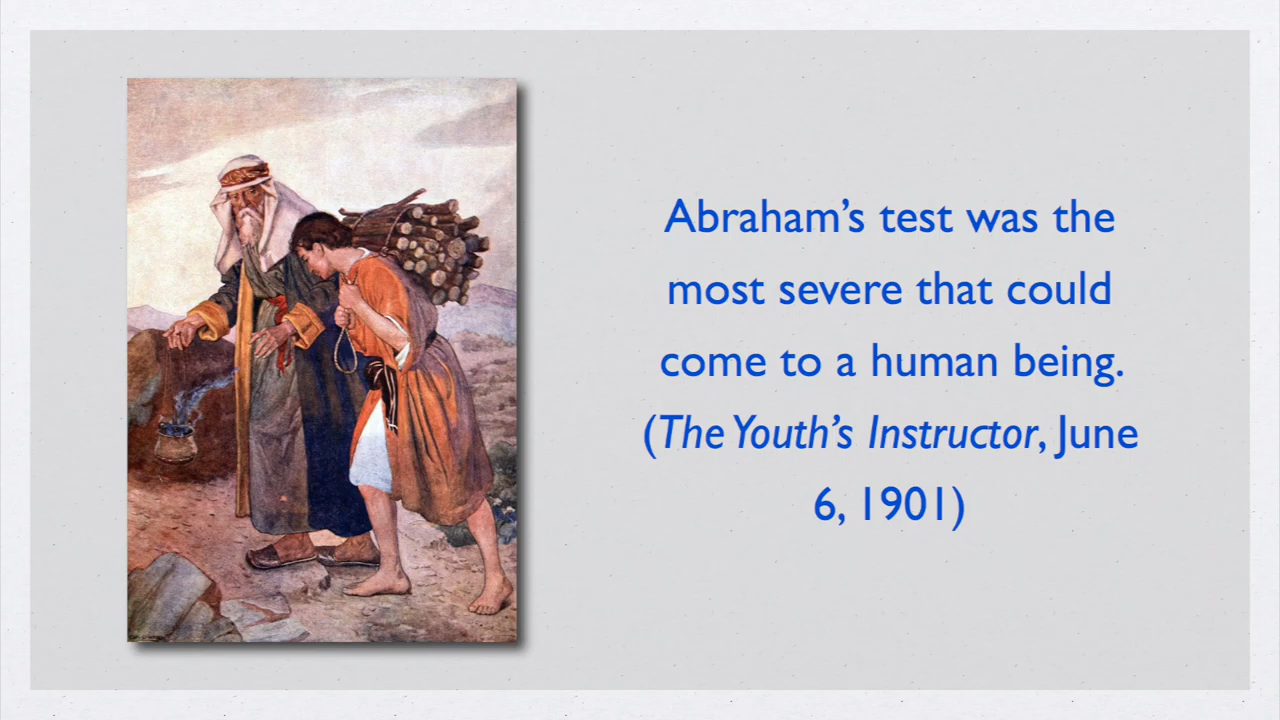 Abraham’s test was the
most severe that could
come to a human being.
(The Youth’s Instructor, June
6, 1901)